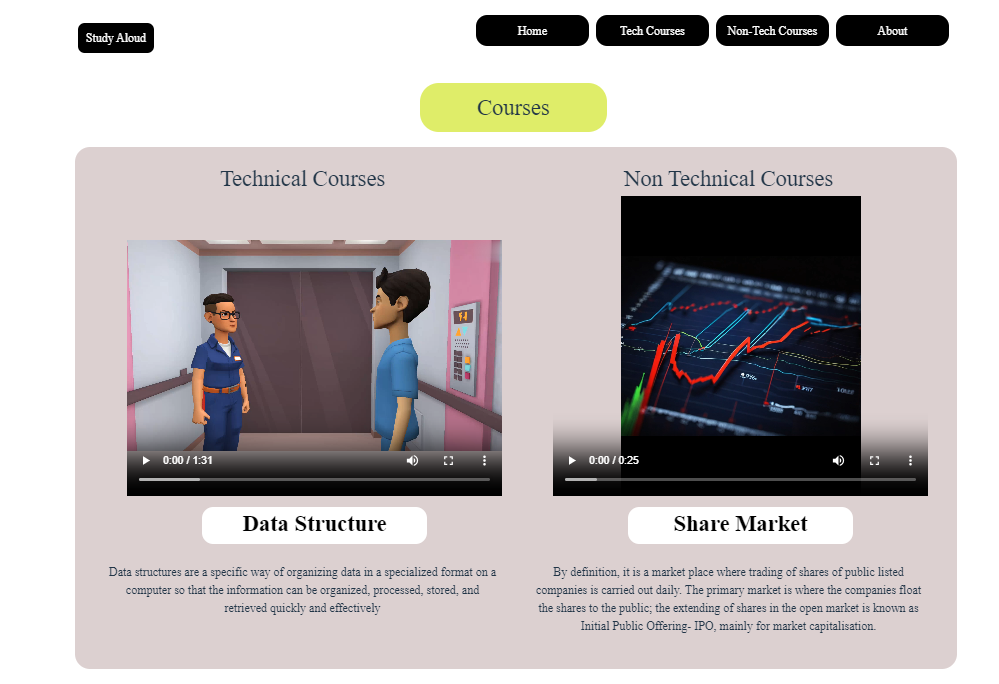 Study Aloud
Home
Tech Courses
Non-Tech Courses
About
Courses
Technical Courses
Non Technical Courses
0:00 / 1:31
0:00 / 0:25
Data Structure
Share Market
Data structures are a specific way of organizing data in a specialized format on a
computer so that the information can be organized, processed, stored, and
retrieved quickly and effectively
By definition, it is a market place where trading of shares of public listed
companies is carried out daily. The primary market is where the companies float
the shares to the public; the extending of shares in the open market is known as
Initial Public Offering- IPO, mainly for market capitalisation.